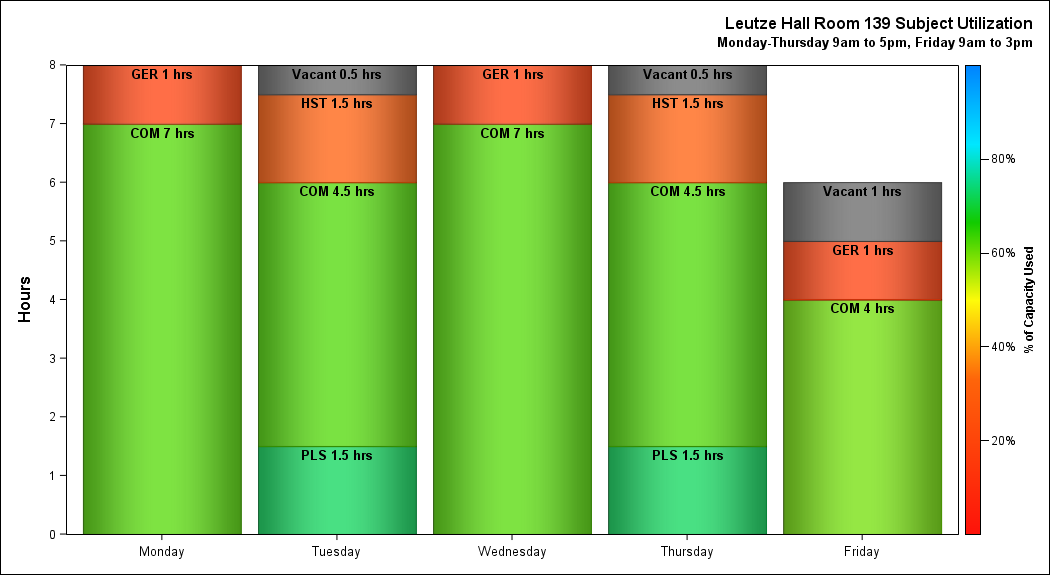 Leutze Hall Room 139 Subject Utilization
Monday-Thursday 9am to 5pm, Friday 9am to 3pm
Hours
8
7
6
5
4
3
2
1
0
GER 1 hrs
COM 7 hrs
Vacant 0.5 hrs
HST 1.5 hrs
COM 4.5 hrs
PLS 1.5 hrs
GER 1 hrs
COM 7 hrs
Vacant 0.5 hrs
HST 1.5 hrs
COM 4.5 hrs
PLS 1.5 hrs
Vacant 1 hrs
GER 1 hrs
COM 4 hrs
Monday
Tuesday
Wednesday
Thursday
Friday
80%
60%
40%
20%
% of Capacity Used